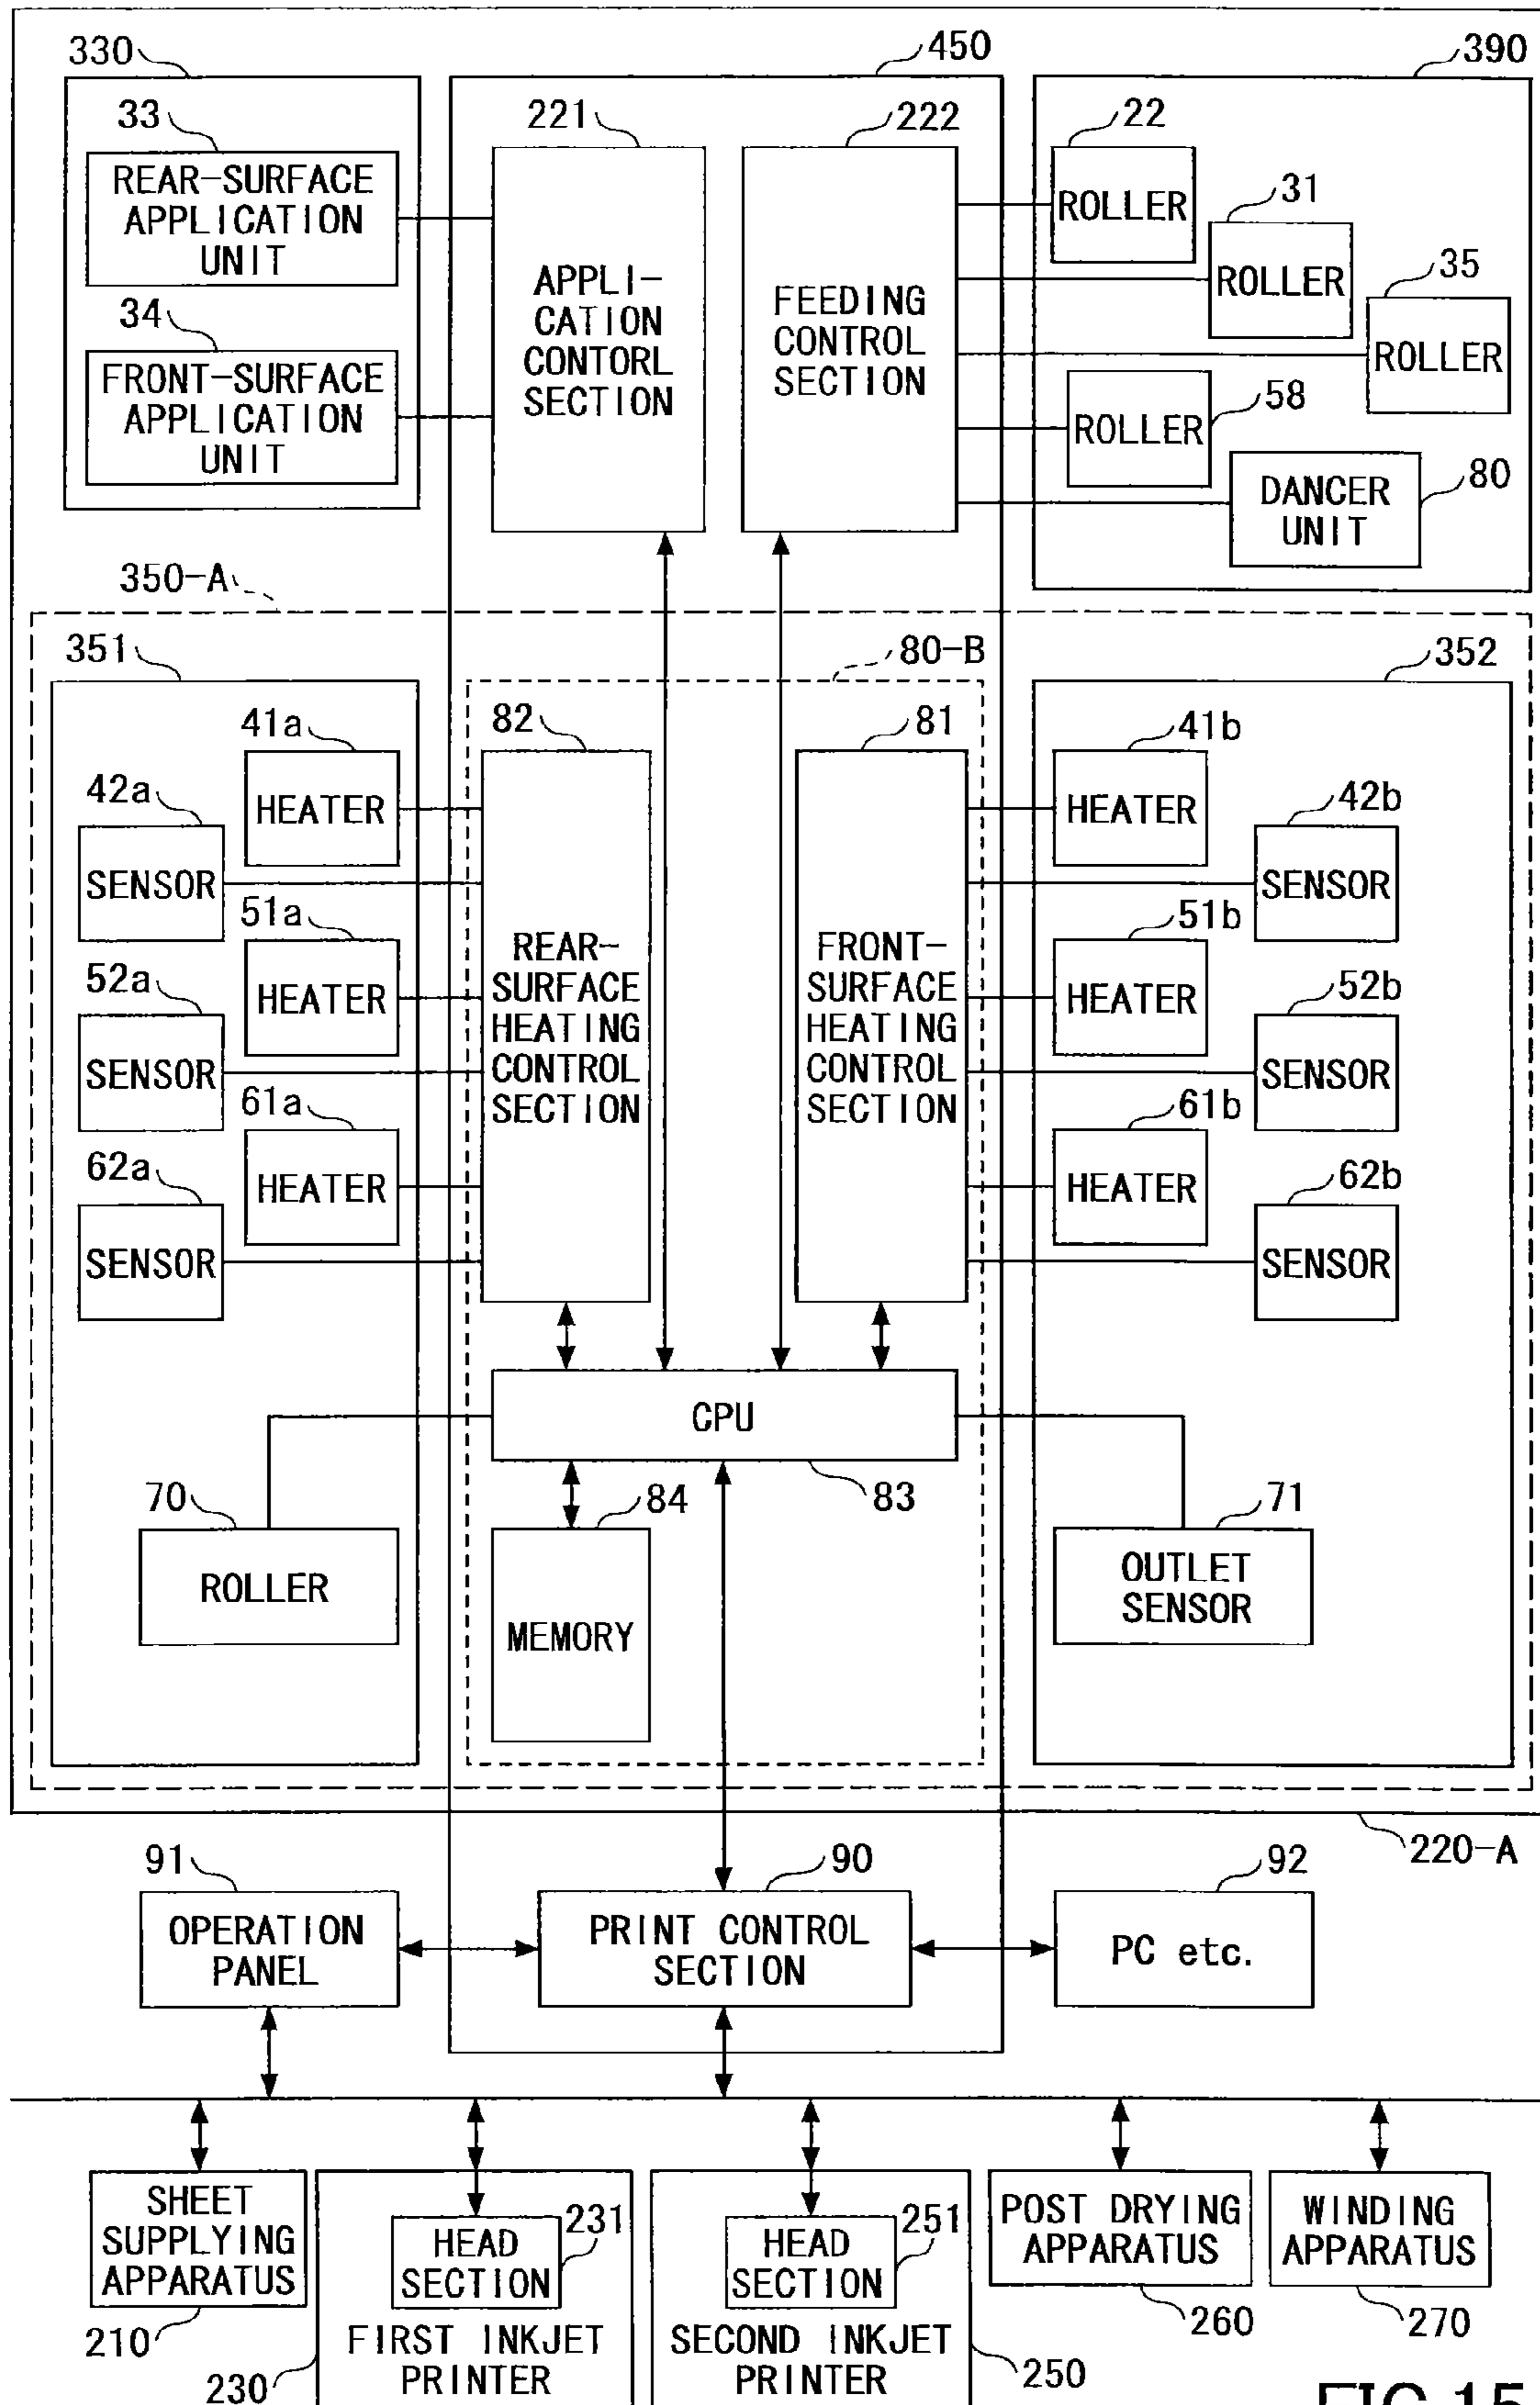 330
450
390
33
REAR-SURFACE
APPLICATION
UNIT
34
FRONT-SURFACE
APPLICATION
UNIT
221
APPLI-
CATION
CONTORL
SECTION
222
FEEDING
CONTROL
SECTION
22
ROLLER
31
ROLLER
35
ROLLER
58
ROLLER
80
DANCER
UNIT
350-A
351
80-B
352
41a
HEATER
42a
SENSOR
51a
HEATER
52a
SENSOR
61a
HEATER
62a
SENSOR
82
REAR-
SURFACE
HEATING
CONTROL
SECTION
81
FRONT-
SURFACE
HEATING
CONTROL
SECTION
41b
HEATER
42b
SENSOR
51b
HEATER
52b
SENSOR
61b
HEATER
62b
SENSOR
CPU
83
70
ROLLER
84
MEMORY
71
OUTLET
SENSOR
220-A
91
OPERATION
PANEL
90
PRINT CONTROL
SECTION
92
PC etc.
SHEET
SUPPLYING
APPARATUS
210
HEAD
SECTION
231
FIRST INKJET
PRINTER
230
HEAD
SECTION
251
SECOND INKJET
PRINTER
250
POST DRYING
APPARATUS
260
WINDING
APPARATUS
270
FIG.15